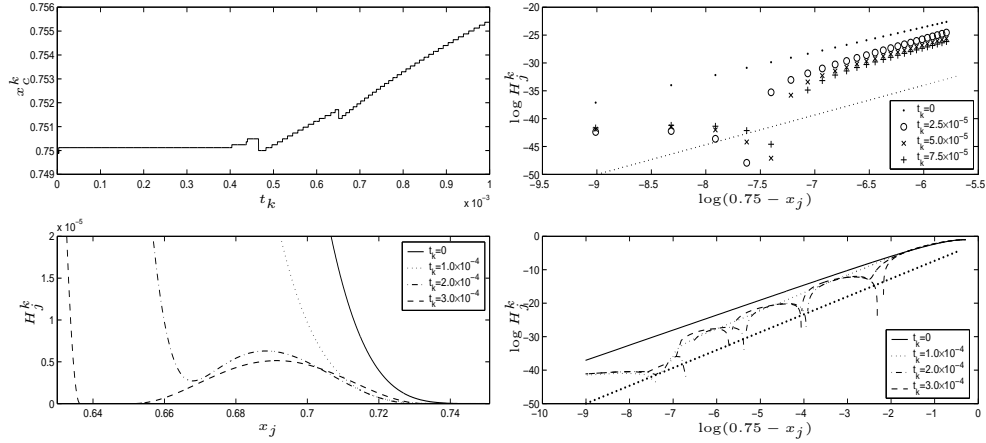 0.756
0.755
0.754
0.753
0.752
0.751
0.75
0.749
x_c^k
0 0.1 0.2 0.3 0.4 0.5 0.6 0.7 0.8 0.9 1
x 10^{-3}
t_k
-20
-25
-30
-35
-40
-45
-50
log H_j^k
-9.5 -9 -8.5 -8 -7.5 -7 -6.5 -6 -5.5
log(0.75 − x_j)
t_k=0
t_k=2.5×10^{-5}
t_k=5.0×10^{-5}
t_k=7.5×10^{-5}
x 10^{-5}
2
1.5
1
0.5
0
H_j^k
0.64 0.66 0.68 0.7 0.72 0.74
x_j
t_k=0
t_k=1.0×10^{-4}
t_k=2.0×10^{-4}
t_k=3.0×10^{-4}
0
-10
-20
-30
-40
-50
log H_j^k
-10 -9 -8 -7 -6 -5 -4 -3 -2 -1 0
log(0.75 − x_j)
t_k=0
t_k=1.0×10^{-4}
t_k=2.0×10^{-4}
t_k=3.0×10^{-4}